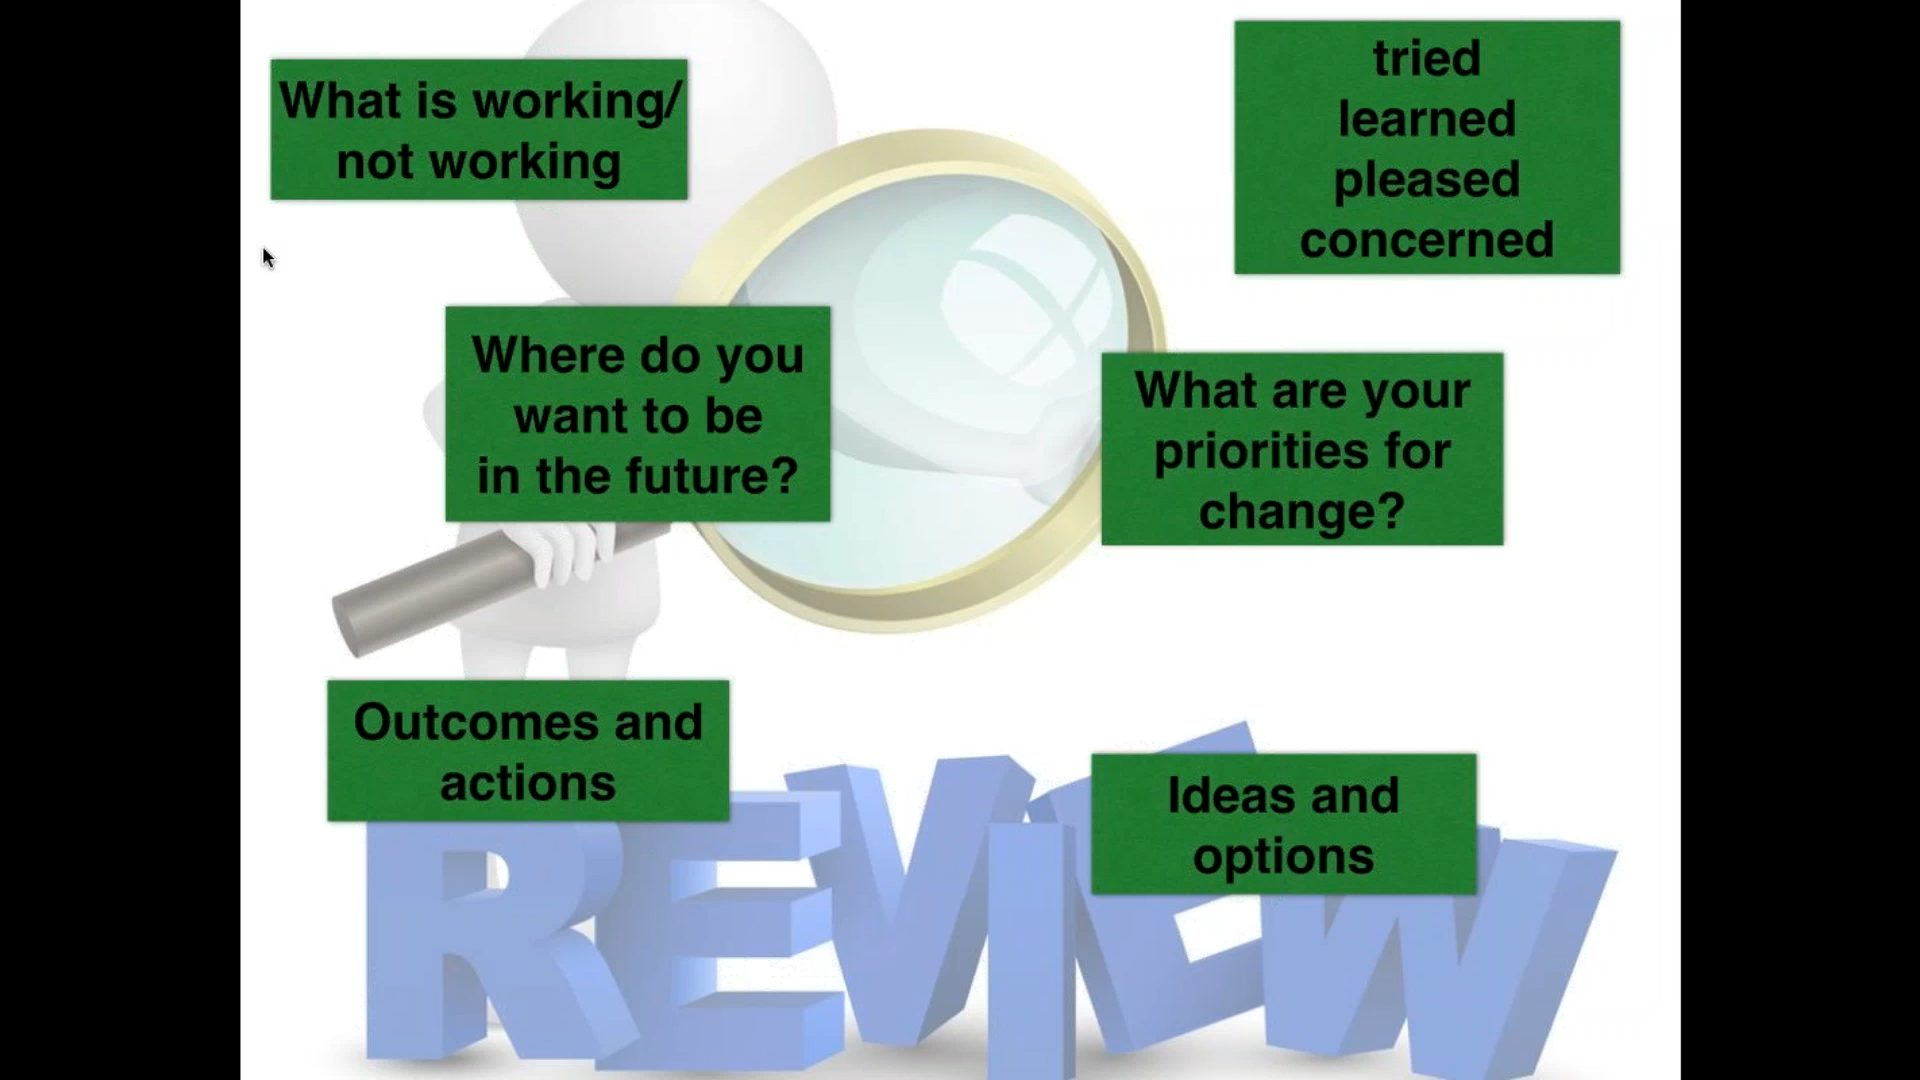 What is working/
not working
tried
learned
pleased
concerned
Where do you
want to be
in the future?
What are your
priorities for
change?
Outcomes and
actions
Ideas and
options
REVIEW